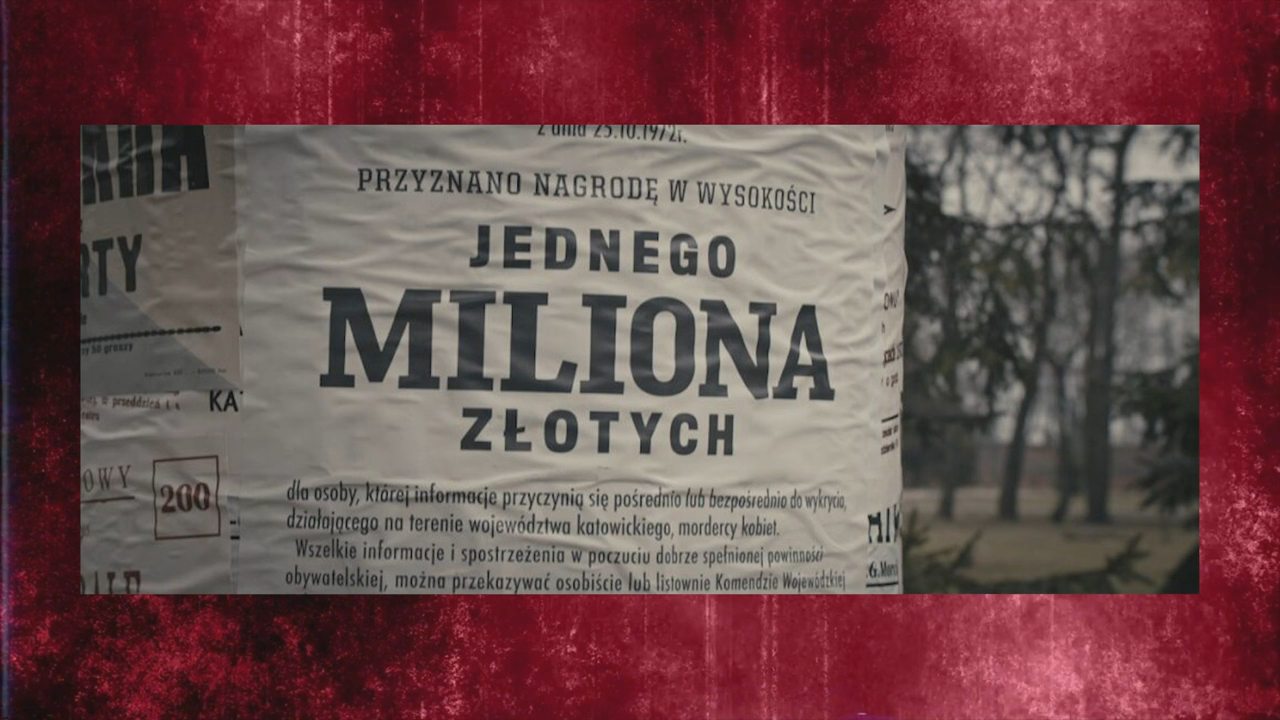 RTY
KA
OWY
200
z dnia 25.10.1972r.
PRZYZNANO NAGRODĘ W WYSOKOŚCI
JEDNEGO
MILIONA
ZŁOTYCH
dla osoby, której informacje przyczynią się pośrednio lub bezpośrednio do wykrycia,
działającego na terenie województwa katowickiego, mordercy kobiet.
Wszelkie informacje i spostrzeżenia w poczuciu dobrze spełnionej powinności
obywatelskiej, można przekazywać osobiście lub listownie Komendzie Wojewódzkiej